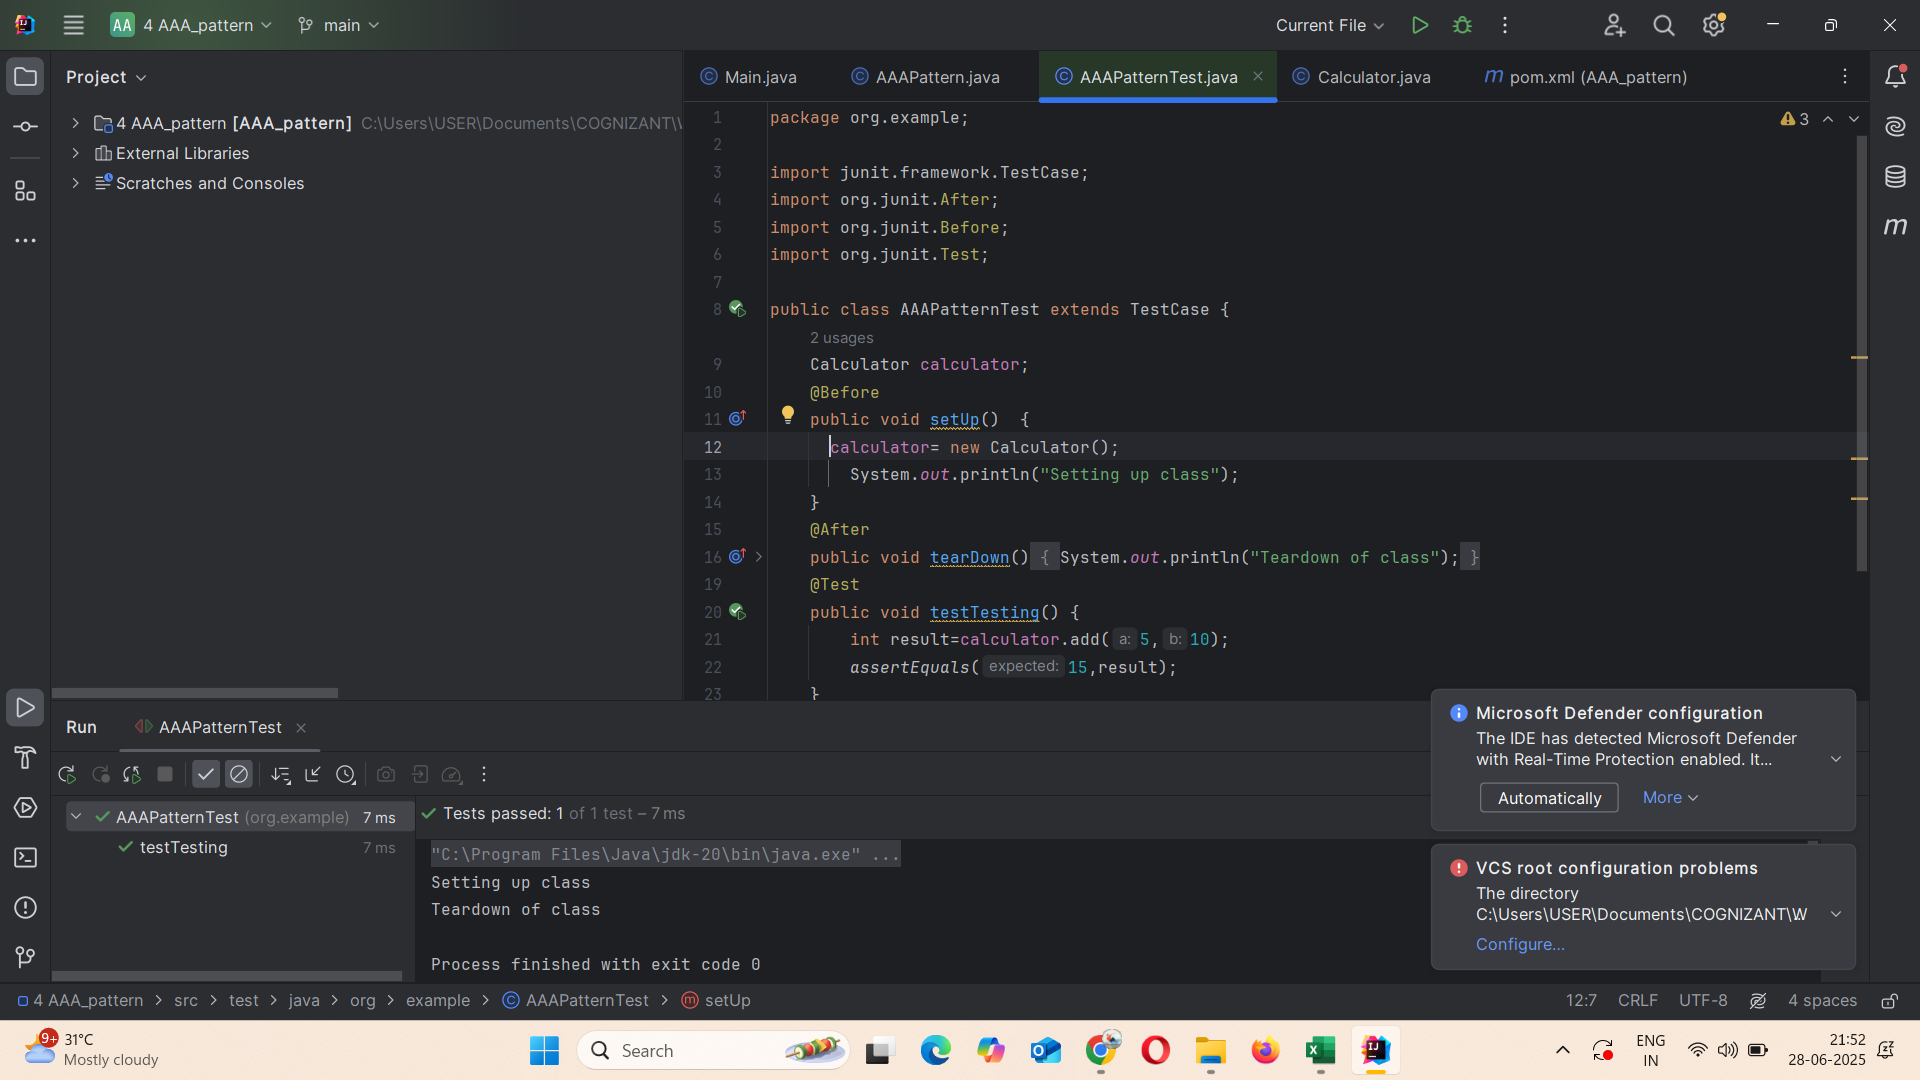 AA 4 AAA_pattern main Current File
Project
4 AAA_pattern [AAA_pattern] C:\Users\USER\Documents\COGNIZANT\
External Libraries
Scratches and Consoles
Main.java AAAPattern.java AAAPatternTest.java Calculator.java pom.xml (AAA_pattern)
3
1 package org.example;
2
3 import junit.framework.TestCase;
4 import org.junit.After;
5 import org.junit.Before;
6 import org.junit.Test;
7
8 public class AAAPatternTest extends TestCase {
2 usages
9 Calculator calculator;
10 @Before
11 public void setUp() {
12 calculator= new Calculator();
13 System.out.println("Setting up class");
14 }
15 @After
16 public void tearDown() { System.out.println("Teardown of class"); }
19 @Test
20 public void testTesting() {
21 int result=calculator.add( a: 5, b: 10);
22 assertEquals( expected: 15,result);
23 }
Run AAAPatternTest
AAAPatternTest (org.example) 7 ms
testTesting 7 ms
Tests passed: 1 of 1 test – 7 ms
"C:\Program Files\Java\jdk-20\bin\java.exe" ...
Setting up class
Teardown of class
Process finished with exit code 0
Microsoft Defender configuration
The IDE has detected Microsoft Defender
with Real-Time Protection enabled. It...
Automatically More
VCS root configuration problems
The directory
C:\Users\USER\Documents\COGNIZANT\W
Configure...
4 AAA_pattern > src > test > java > org > example > AAAPatternTest > setUp
12:7 CRLF UTF-8 4 spaces
9+ 31°C
Mostly cloudy
Search
ENG
IN
21:52
28-06-2025